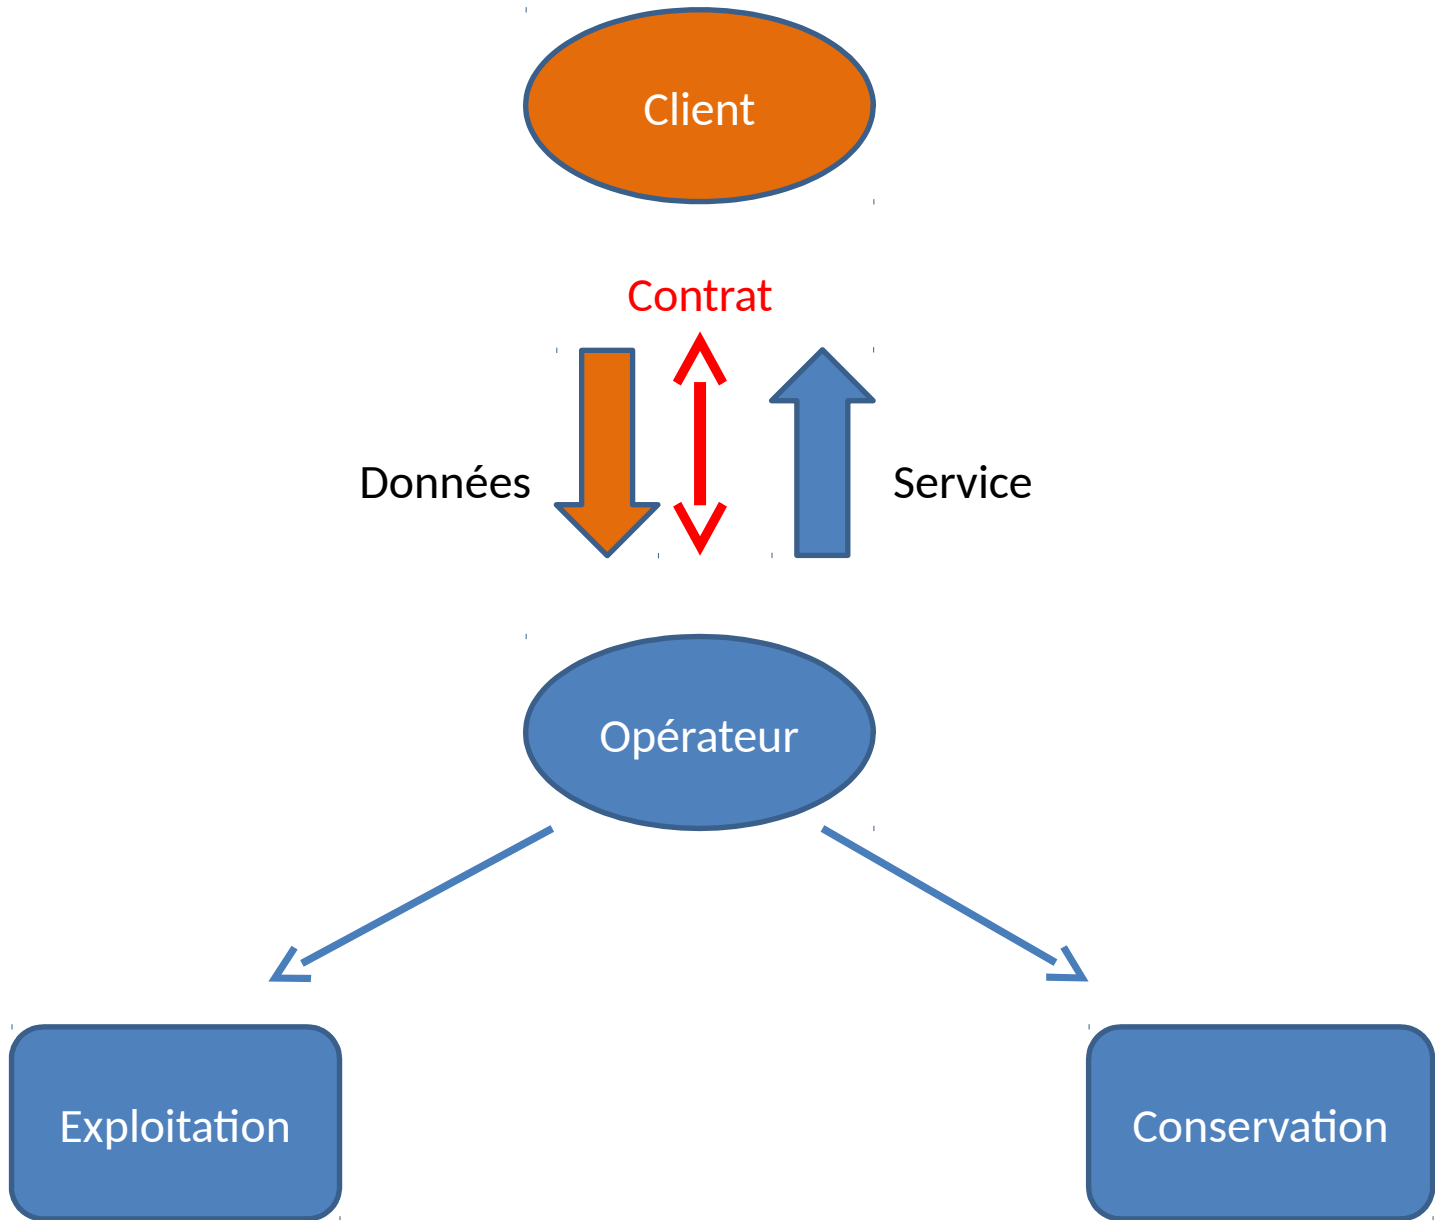 Client
Contrat
Données
Service
Opérateur
Exploitation
Conservation